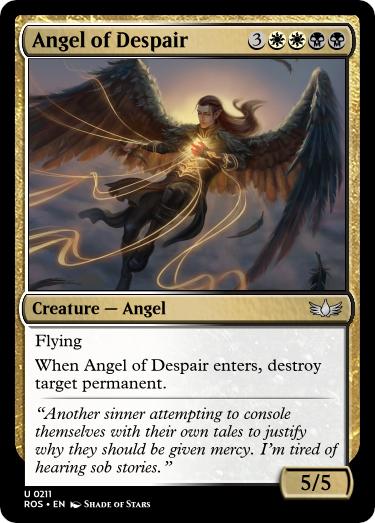 Angel of Despair 3
Creature — Angel
Flying
When Angel of Despair enters, destroy
target permanent.
“Another sinner attempting to console
themselves with their own tales to justify
why they should be given mercy. I’m tired of
hearing sob stories.”
5/5
U 0211
ROS • EN Shade of Stars